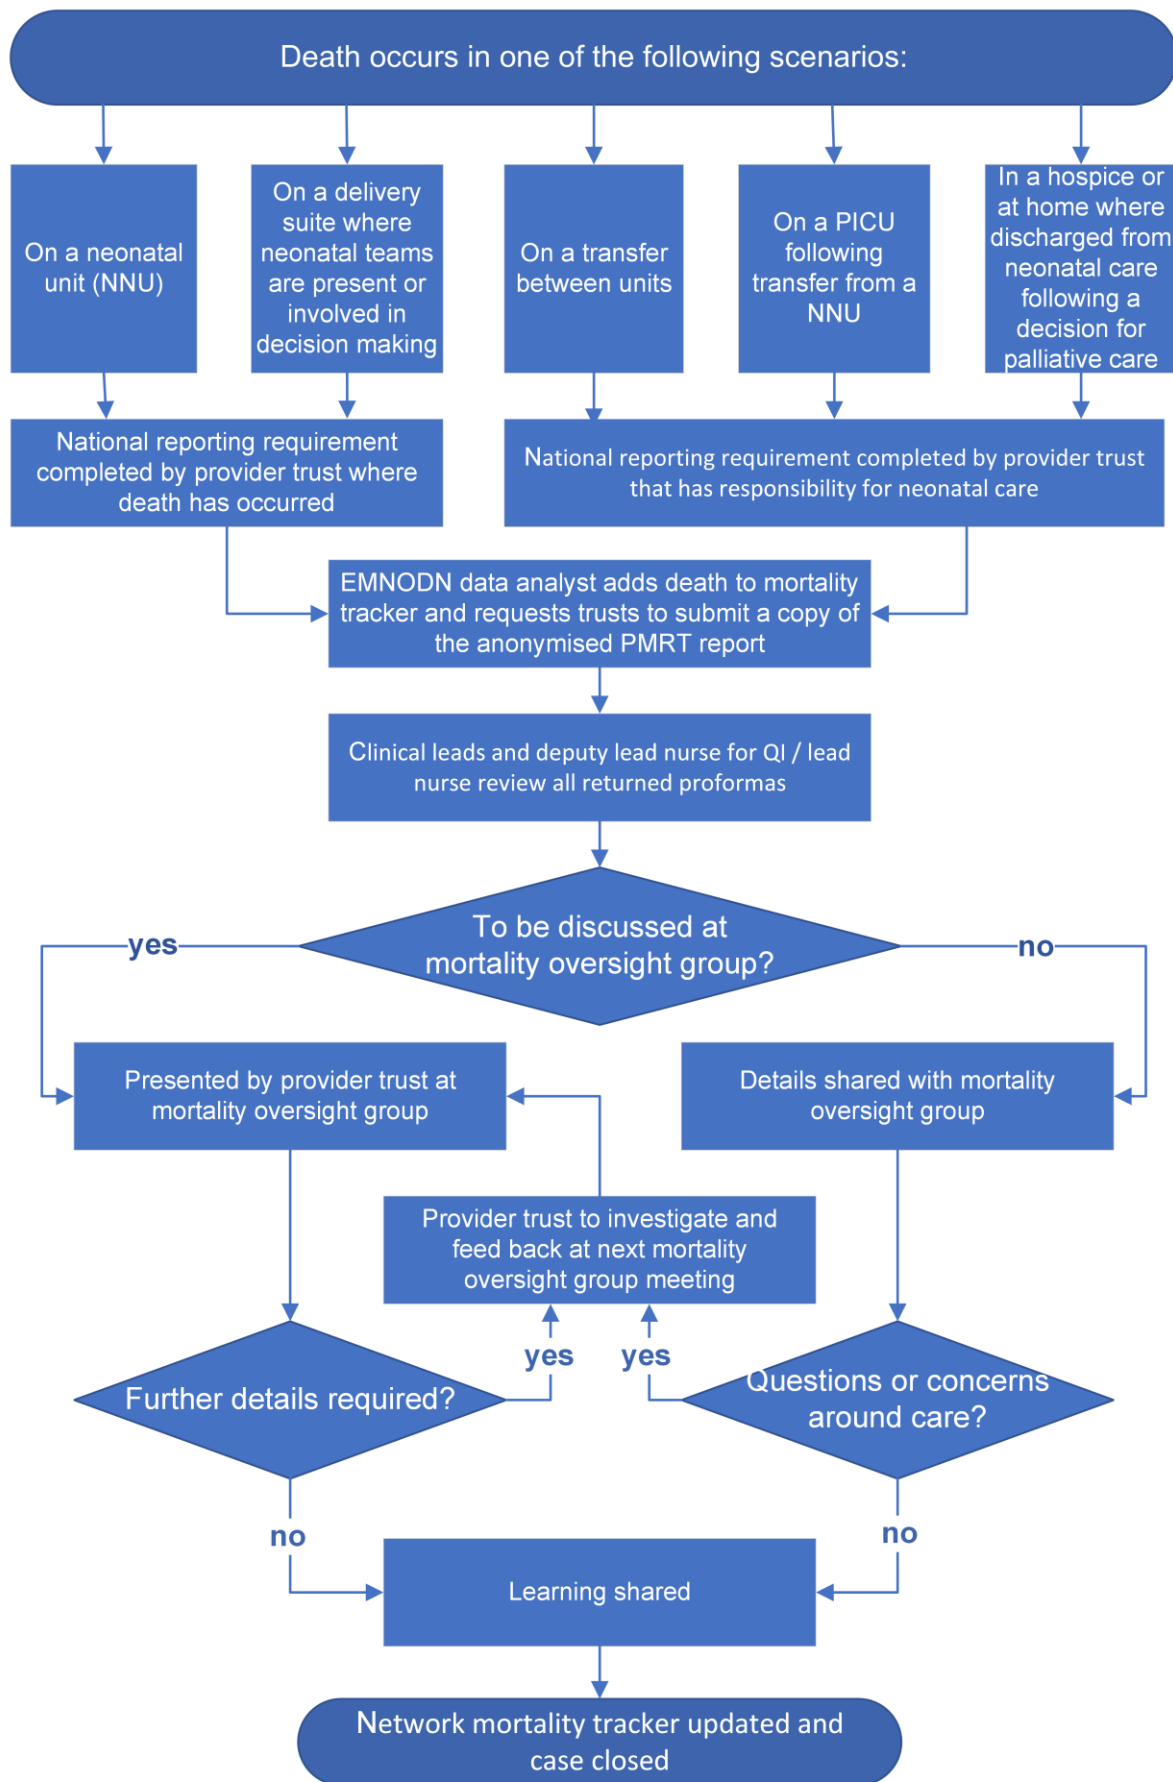 Death occurs in one of the following scenarios:
On a neonatal
unit (NNU)
On a delivery
suite where
neonatal teams
are present or
involved in
decision making
On a transfer
between units
On a PICU
following
transfer from a
NNU
In a hospice or
at home where
discharged from
neonatal care
following a
decision for
palliative care
National reporting requirement
completed by provider trust where
death has occurred
National reporting requirement completed by provider trust
that has responsibility for neonatal care
EMNODN data analyst adds death to mortality
tracker and requests trusts to submit a copy of
the anonymised PMRT report
Clinical leads and deputy lead nurse for QI / lead
nurse review all returned proformas
To be discussed at
mortality oversight group?
yes
no
Presented by provider trust at
mortality oversight group
Details shared with mortality
oversight group
Provider trust to investigate and
feed back at next mortality
oversight group meeting
yes
yes
Further details required?
Questions or concerns
around care?
no
no
Learning shared
Network mortality tracker updated and
case closed